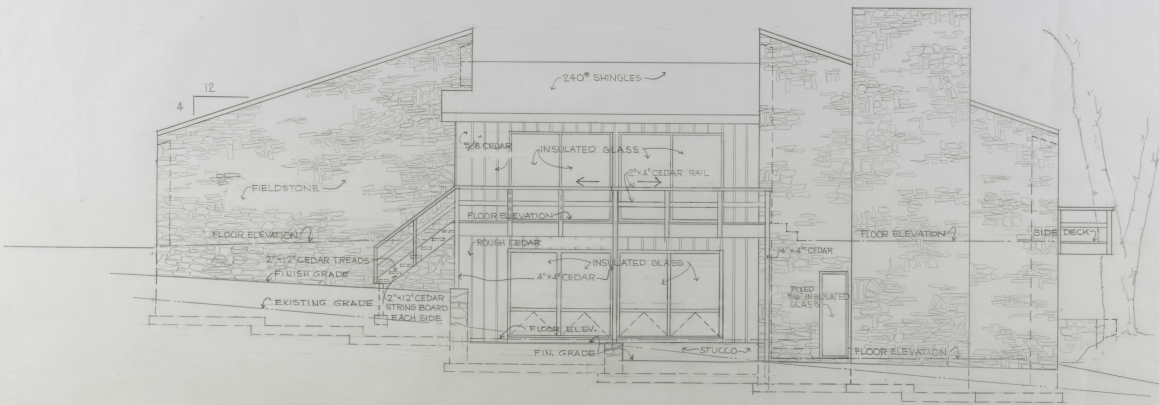 240# SHINGLES
12
4
5/8 CEDAR
INSULATED GLASS
2"x4" CEDAR RAIL
FIELDSTONE
FLOOR ELEVATION
FLOOR ELEVATION
FLOOR ELEVATION
SIDE DECK
ROUGH CEDAR
4"x4" CEDAR
2"x12" CEDAR TREADS
INSULATED GLASS
FINISH GRADE
4"x4" CEDAR
FIXED
INSULATED
GLASS
EXISTING GRADE
2"x12" CEDAR
STRING BOARD
EACH SIDE
FLOOR ELEV.
FIN. GRADE
STUCCO
FLOOR ELEVATION